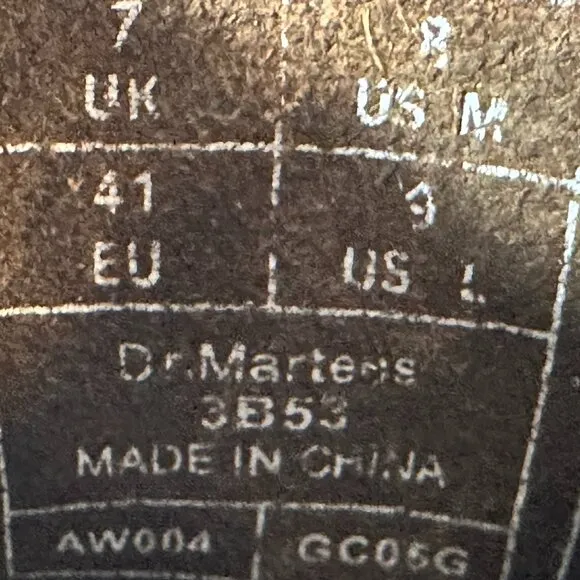 7 8
UK US M
41 9
EU US L
Dr.Martens
3B53
MADE IN CHINA
AW004 GC05G